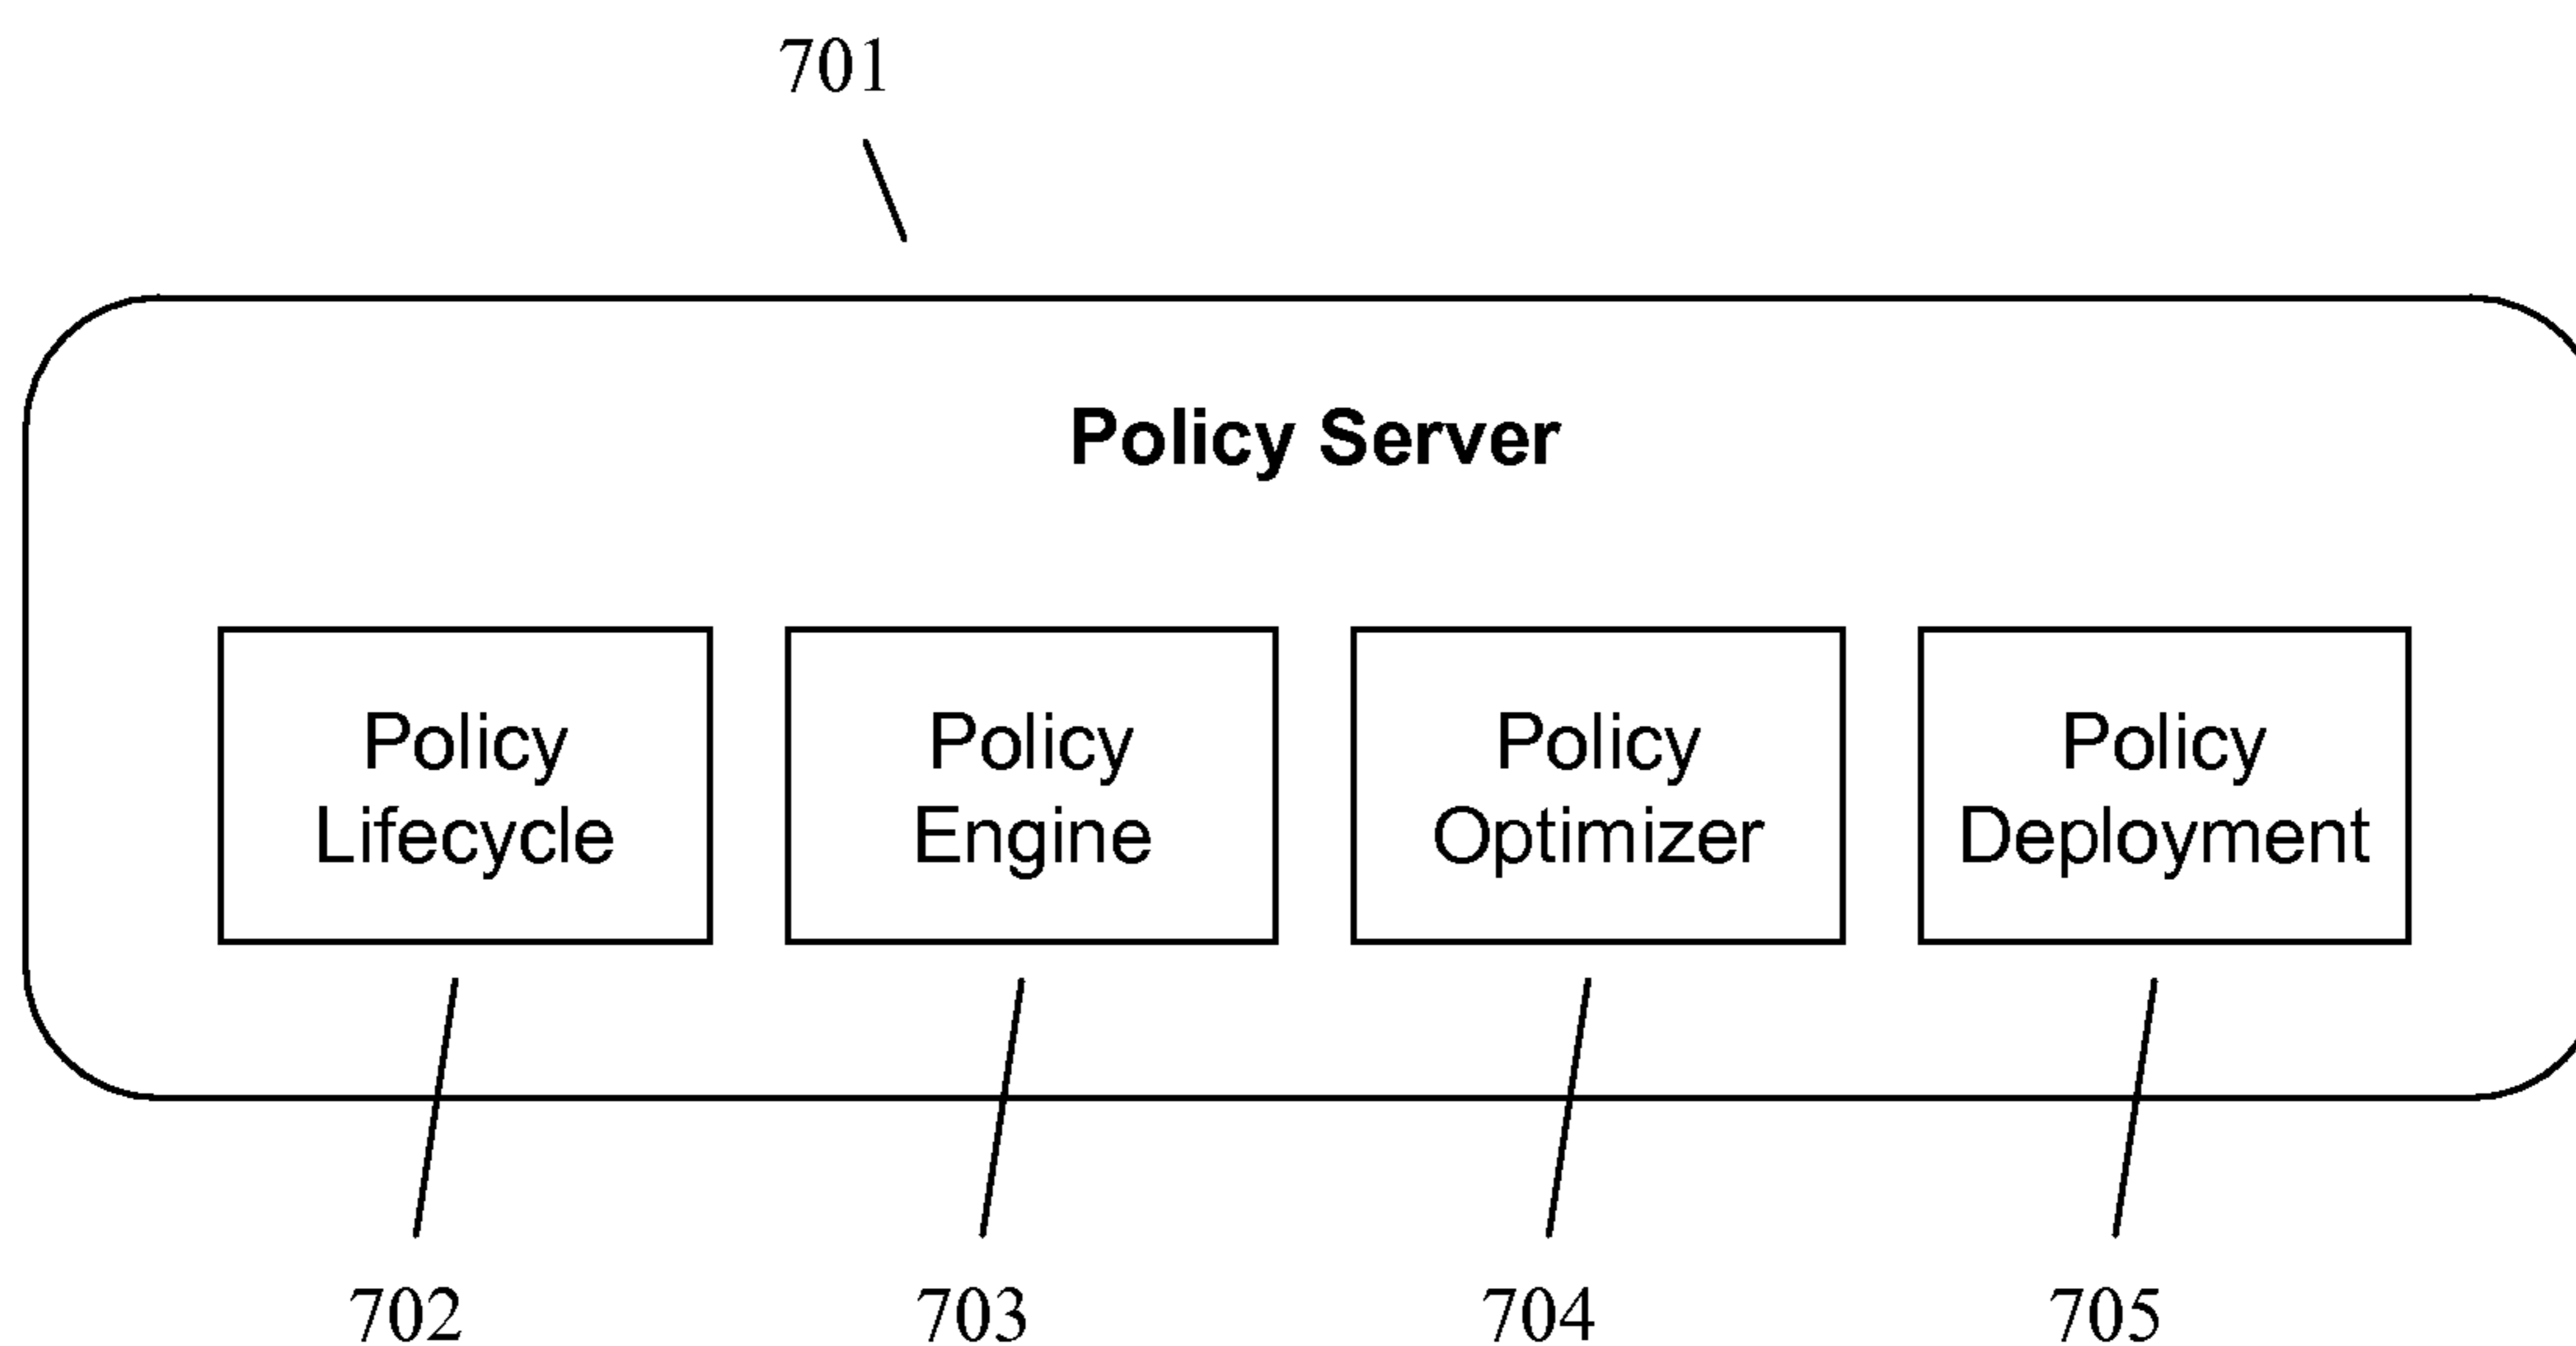 701
Policy Server
Policy
Lifecycle
Policy
Engine
Policy
Optimizer
Policy
Deployment
702
703
704
705